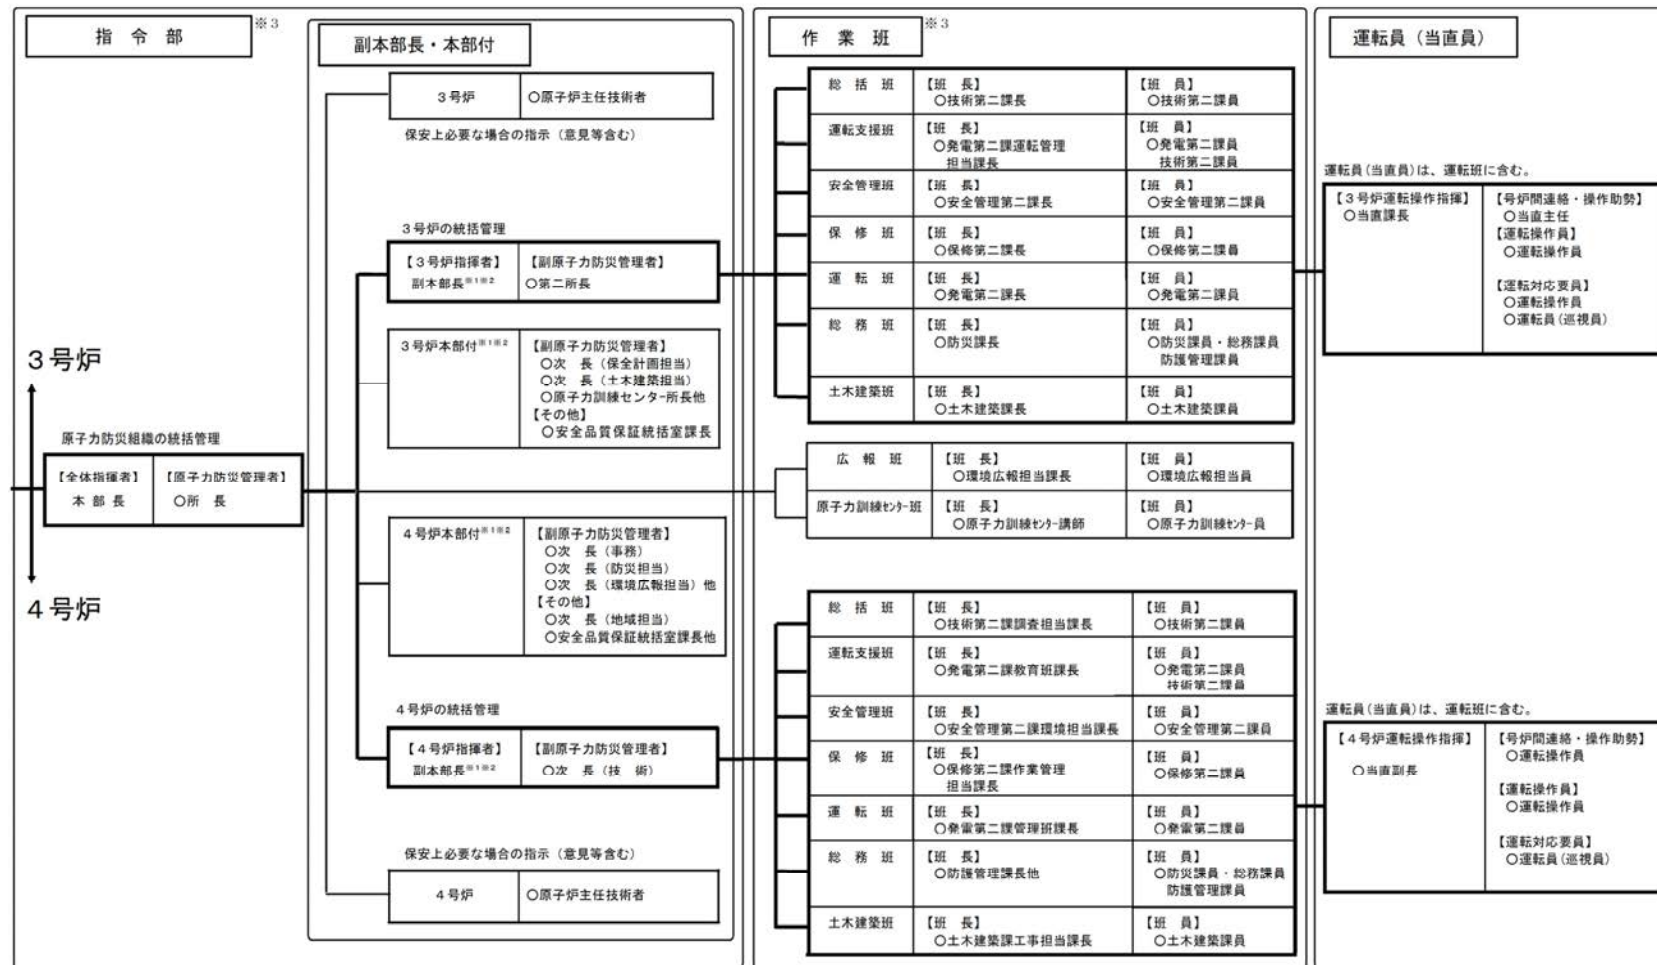 指 令 部
※3
副本部長・本部付
3号炉
○原子炉主任技術者
保安上必要な場合の指示（意見等含む）
3号炉の統括管理
【3号炉指揮者】
副本部長※1※2
【副原子力防災管理者】
○第二所長
3号炉本部付※1※2
【副原子力防災管理者】
○次 長（保全計画担当）
○次 長（土木建築担当）
○原子力訓練センター所長他
【その他】
○安全品質保証統括室課長
3号炉
原子力防災組織の統括管理
【全体指揮者】
本 部 長
【原子力防災管理者】
○所 長
4号炉
4号炉本部付※1※2
【副原子力防災管理者】
○次 長（事務）
○次 長（防災担当）
○次 長（環境広報担当）他
【その他】
○次 長（地域担当）
○安全品質保証統括室課長他
4号炉の統括管理
【4号炉指揮者】
副本部長※1※2
【副原子力防災管理者】
○次 長（技 術）
保安上必要な場合の指示（意見等含む）
4号炉
○原子炉主任技術者
作 業 班
※3
総 括 班
【班 長】
○技術第二課長
【班 員】
○技術第二課員
運転支援班
【班 長】
○発電第二課運転管理
担当課長
【班 員】
○発電第二課員
技術第二課員
安全管理班
【班 長】
○安全管理第二課長
【班 員】
○安全管理第二課員
保 修 班
【班 長】
○保修第二課長
【班 員】
○保修第二課員
運 転 班
【班 長】
○発電第二課長
【班 員】
○発電第二課員
総 務 班
【班 長】
○防災課長
【班 員】
○防災課員・総務課員
防護管理課員
土木建築班
【班 長】
○土木建築課長
【班 員】
○土木建築課員
広 報 班
【班 長】
○環境広報担当課長
【班 員】
○環境広報担当員
原子力訓練ｾﾝﾀｰ班
【班 長】
○原子力訓練ｾﾝﾀｰ講師
【班 員】
○原子力訓練ｾﾝﾀｰ員
総 括 班
【班 長】
○技術第二課調査担当課長
【班 員】
○技術第二課員
運転支援班
【班 長】
○発電第二課教育班課長
【班 員】
○発電第二課員
技術第二課員
安全管理班
【班 長】
○安全管理第二課環境担当課長
【班 員】
○安全管理第二課員
保 修 班
【班 長】
○保修第二課作業管理
担当課長
【班 員】
○保修第二課員
運 転 班
【班 長】
○発電第二課管理班課長
【班 員】
○発電第二課員
総 務 班
【班 長】
○防護管理課長他
【班 員】
○防災課員・総務課員
防護管理課員
土木建築班
【班 長】
○土木建築課工事担当課長
【班 員】
○土木建築課員
運転員（当直員）
運転員(当直員)は、運転班に含む。
【3号炉運転操作指揮】
○当直課長
【号炉間連絡・操作助勢】
○当直主任
【運転操作員】
○運転操作員
【運転対応要員】
○運転操作員
○運転員(巡視員)
運転員(当直員)は、運転班に含む。
【4号炉運転操作指揮】
○当直副長
【号炉間連絡・操作助勢】
○運転操作員
【運転操作員】
○運転操作員
【運転対応要員】
○運転員(巡視員)